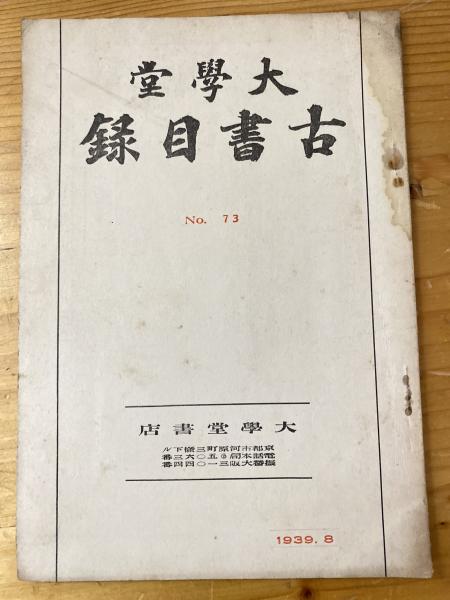 大學堂
古書目錄
No. 73
大學堂書店
京都市河原町三條下ル
電話本局五〇六三番
振替大阪三一〇四四番
1939. 8